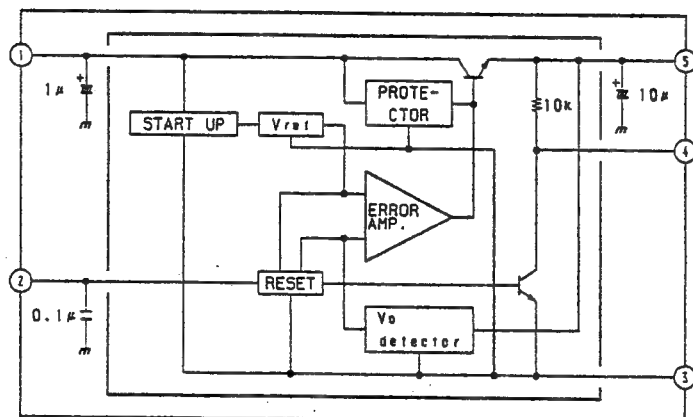 1
5
1μ
+
PROTE-
CTOR
+
10μ
10k
START UP
Vref
4
ERROR
AMP.
2
RESET
0.1μ
Vo
detector
3